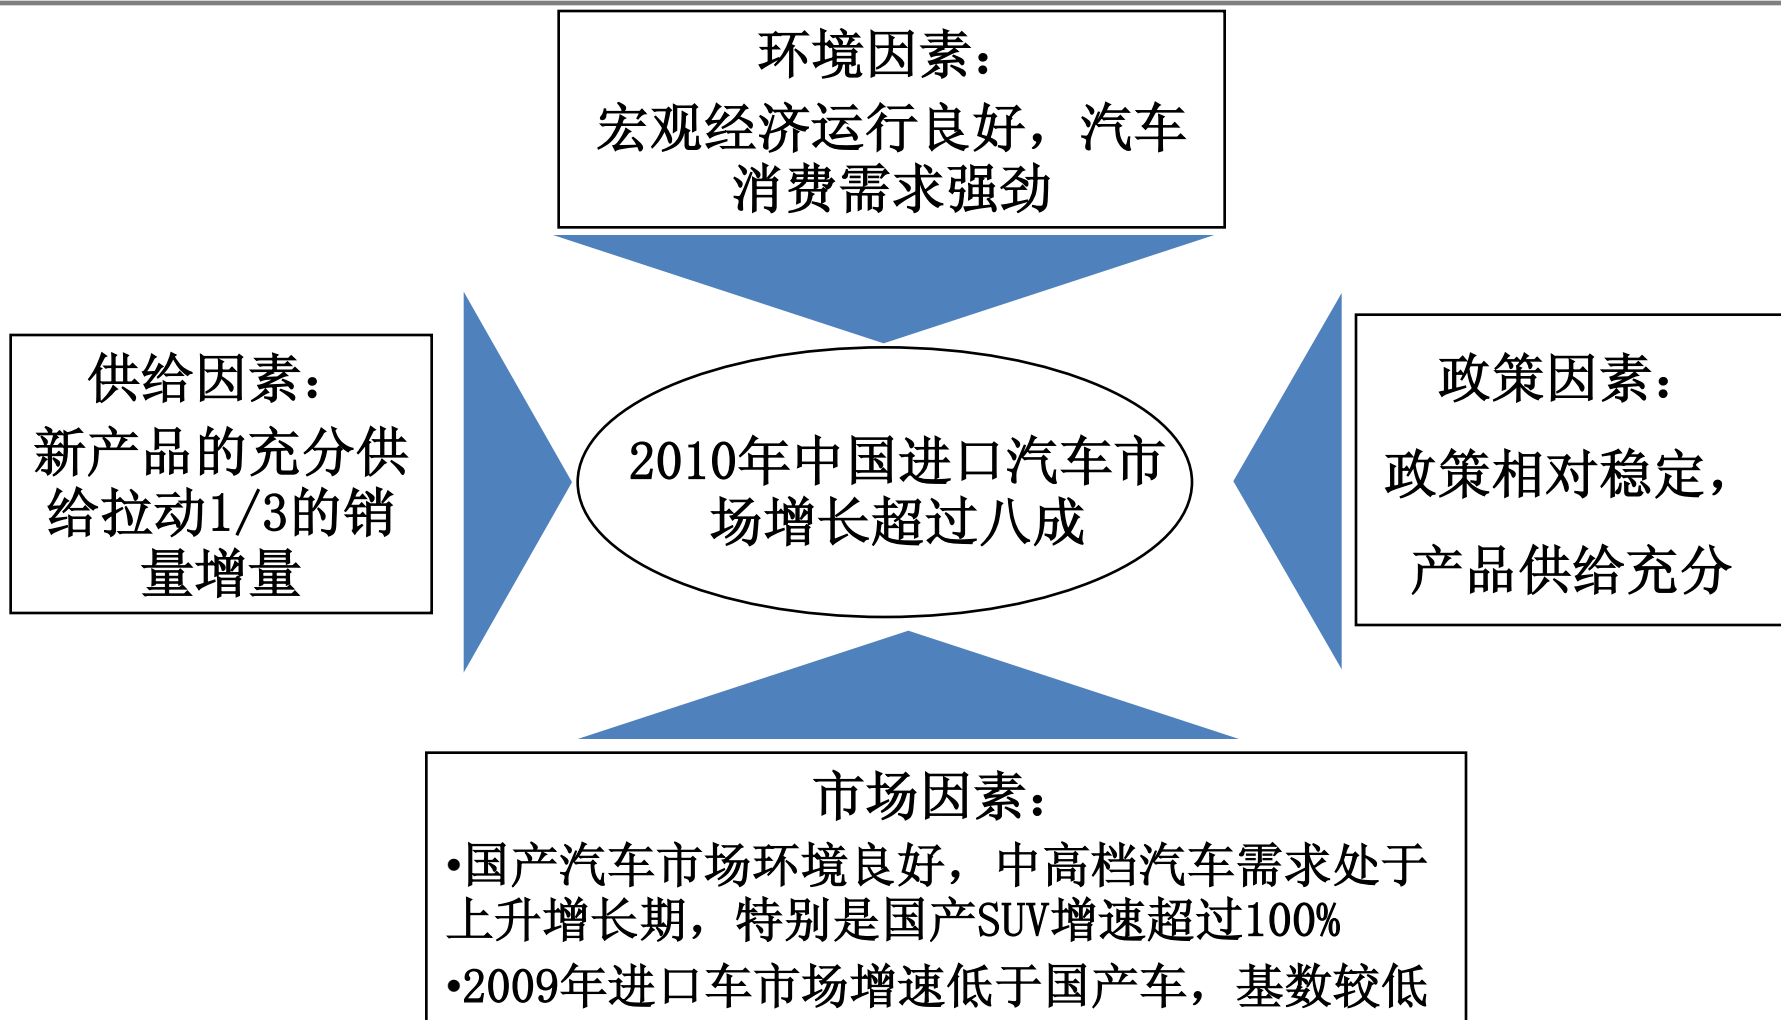 环境因素：
宏观经济运行良好，汽车
消费需求强劲
供给因素：
新产品的充分供
给拉动1/3的销
量增量
2010年中国进口汽车市
场增长超过八成
政策因素：
政策相对稳定，
产品供给充分
市场因素：
•国产汽车市场环境良好，中高档汽车需求处于
上升增长期，特别是国产SUV增速超过100%
•2009年进口车市场增速低于国产车，基数较低